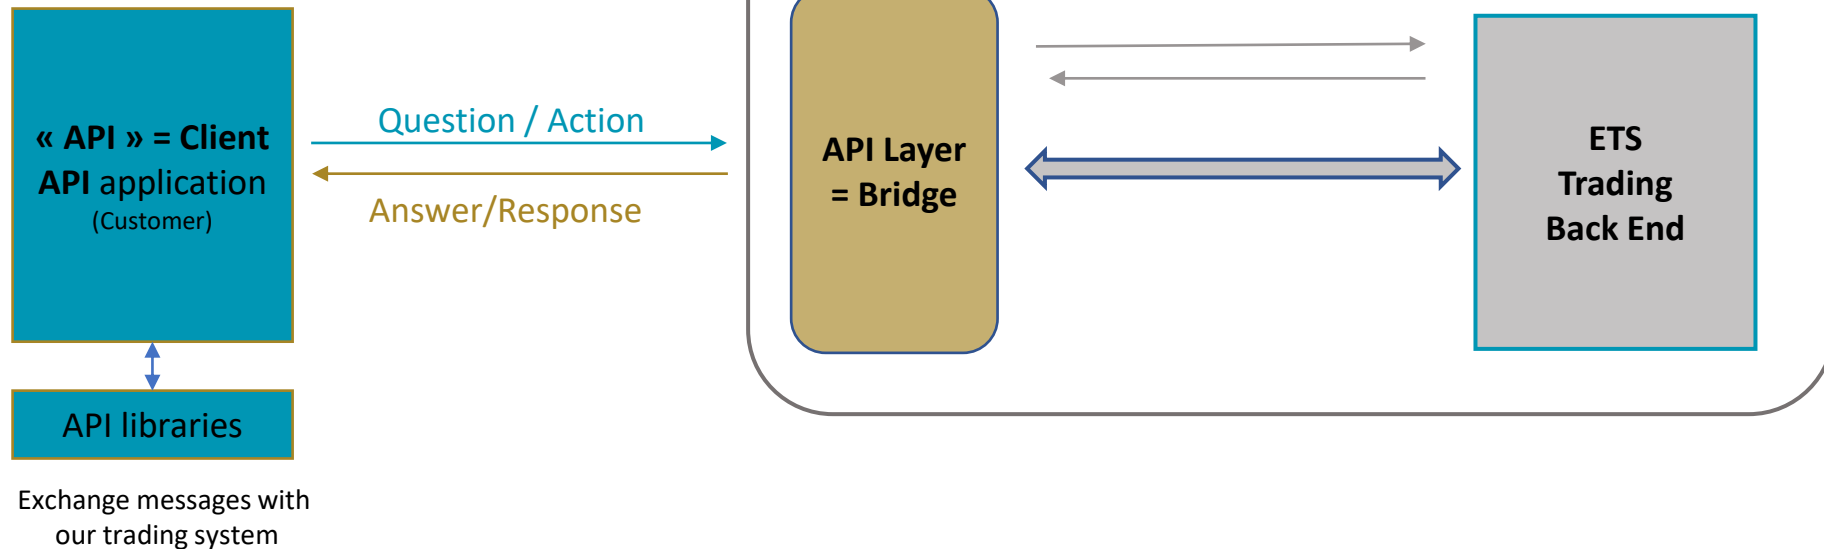 « API » = Client
API application
(Customer)
API libraries
Exchange messages with
our trading system
Question / Action
Answer/Response
API Layer
= Bridge
ETS
Trading
Back End